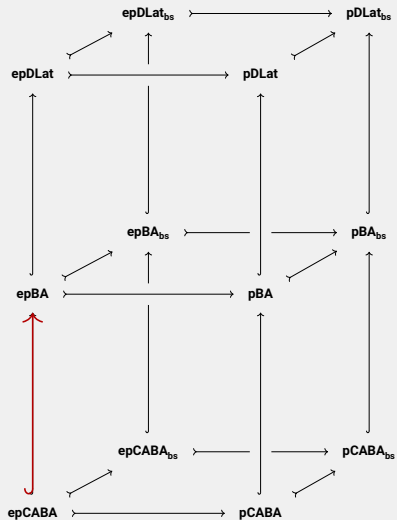 epDLat_bs pDLat_bs
epDLat pDLat
epBA_bs pBA_bs
epBA pBA
epCABA_bs pCABA_bs
epCABA pCABA